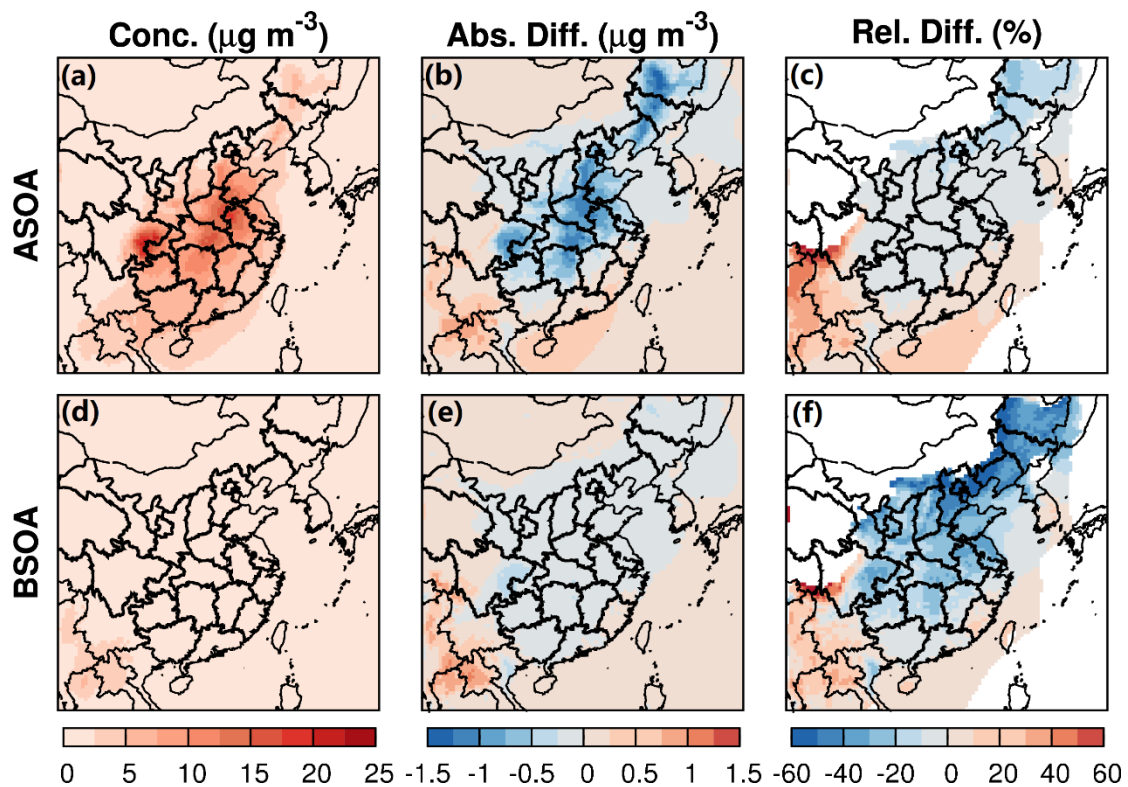 Conc. (μg m⁻³) Abs. Diff. (μg m⁻³) Rel. Diff. (%)
ASOA
(a) (b) (c)
BSOA
(d) (e) (f)
0 5 10 15 20 25 -1.5 -1 -0.5 0 0.5 1 1.5 -60 -40 -20 0 20 40 60